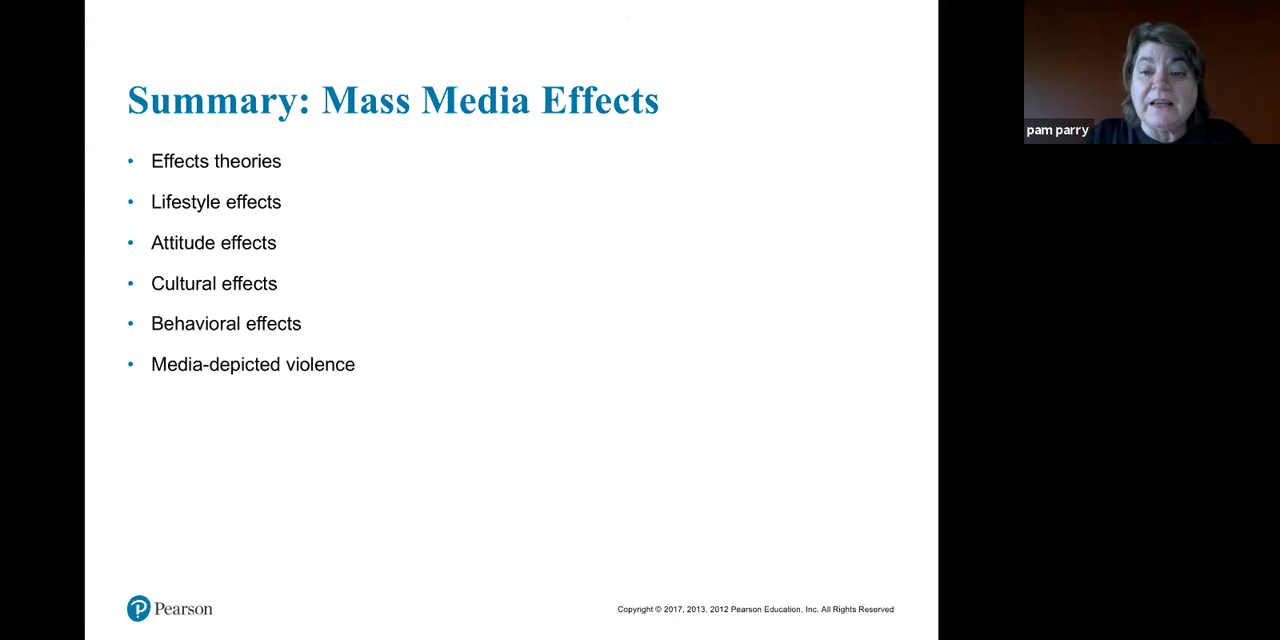 Summary: Mass Media Effects
• Effects theories
• Lifestyle effects
• Attitude effects
• Cultural effects
• Behavioral effects
• Media-depicted violence
Pearson
Copyright © 2017, 2013, 2012 Pearson Education, Inc. All Rights Reserved
pam parry